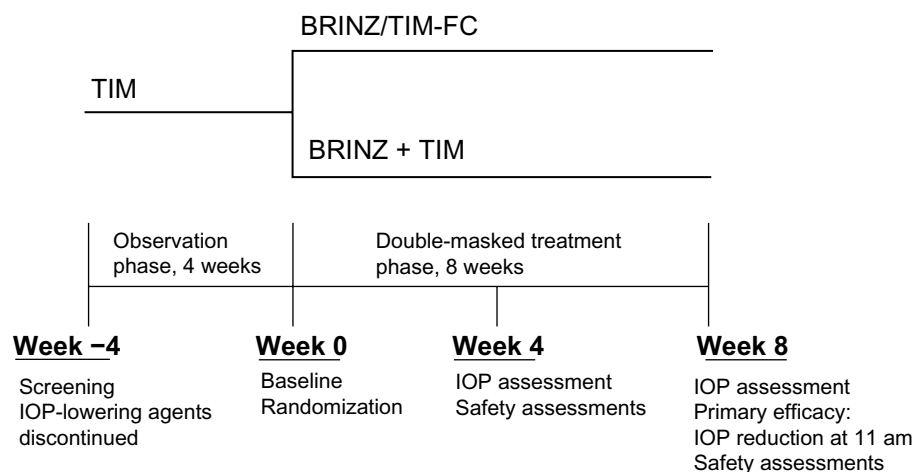 BRINZ/TIM-FC
TIM
BRINZ + TIM
Observation
phase, 4 weeks
Double-masked treatment
phase, 8 weeks
Week −4
Screening
IOP-lowering agents
discontinued
Week 0
Baseline
Randomization
Week 4
IOP assessment
Safety assessments
Week 8
IOP assessment
Primary efficacy:
IOP reduction at 11 am
Safety assessments